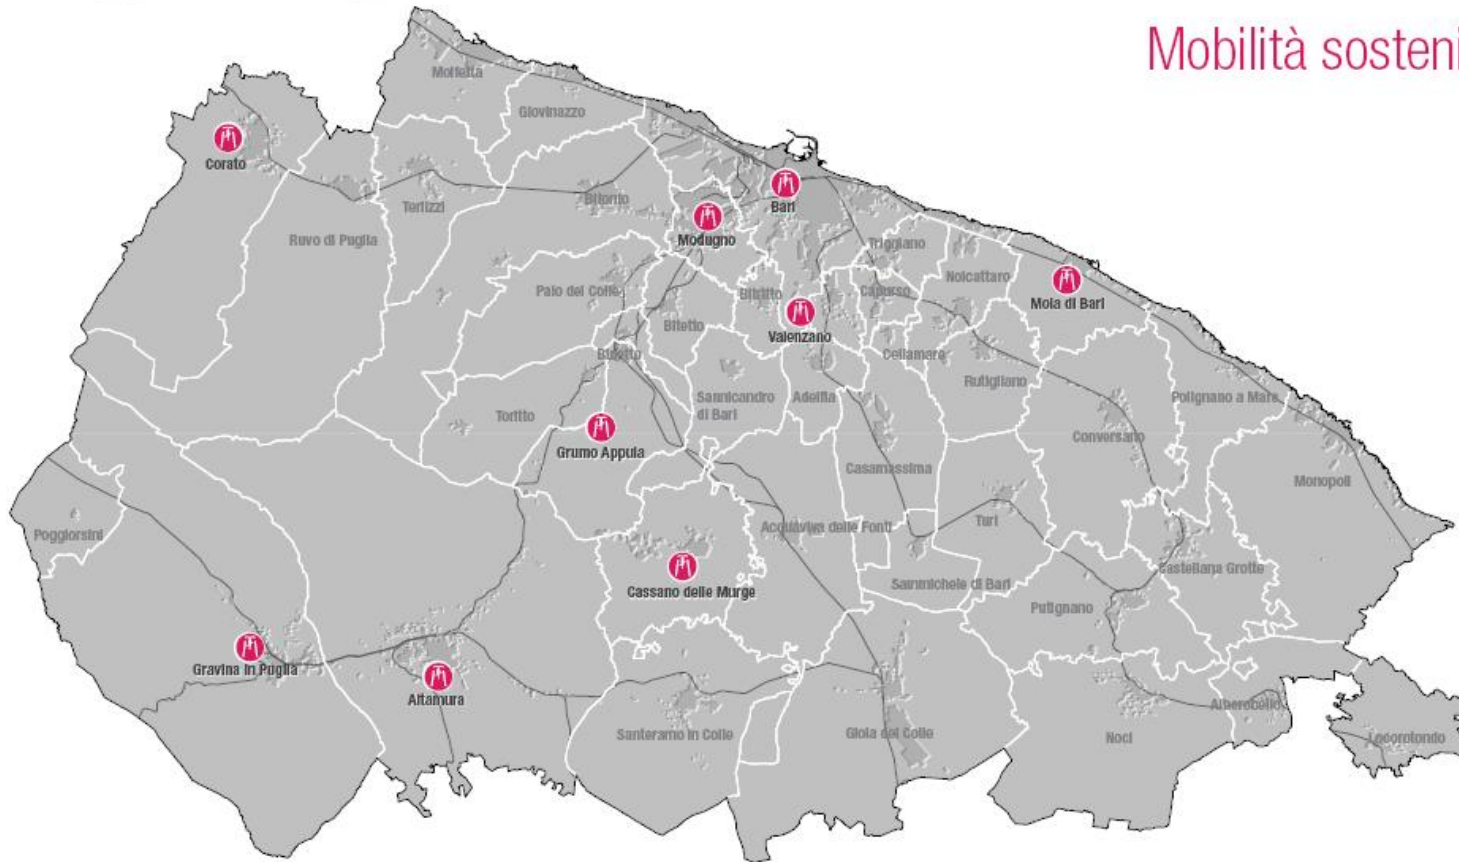 Mobilità sosteni
Molfetta
Giovinazzo
Corato
Terlizzi
Bitonto
Bari
Ruvo di Puglia
Modugno
Triggiano
Noicattaro
Palo del Colle
Bitritto
Capurso
Mola di Bari
Bitetto
Valenzano
Binetto
Cellamare
Rutigliano
Toritto
Sannicandro
di Bari
Adelfia
Polignano a Mare
Grumo Appula
Conversano
Casamassima
Monopoli
Poggiorsini
Acquaviva delle Fonti
Turi
Cassano delle Murge
Sammichele di Bari
Castellana Grotte
Putignano
Gravina in Puglia
Altamura
Santeramo in Colle
Gioia del Colle
Noci
Alberobello
Locorotondo